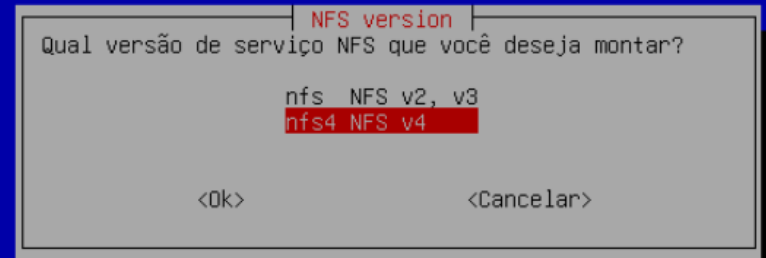 NFS version
Qual versão de serviço NFS que você deseja montar?
nfs NFS v2, v3
nfs4 NFS v4
<Ok> <Cancelar>